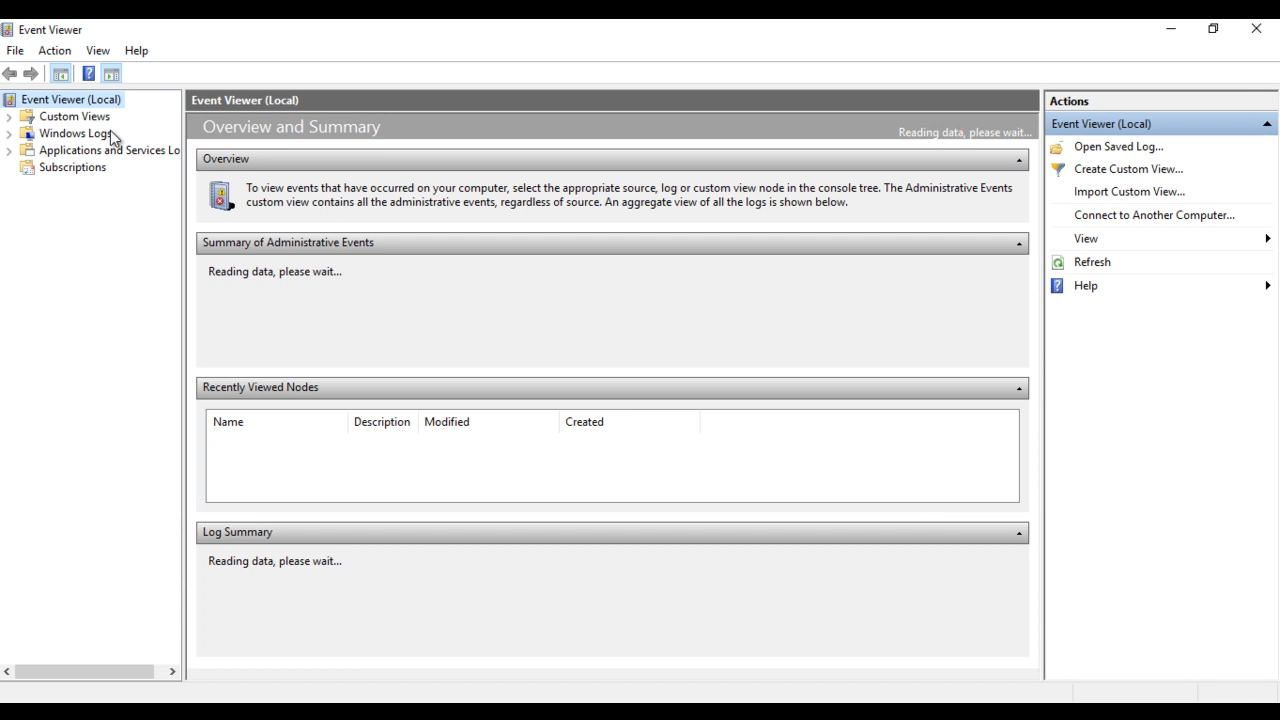 Event Viewer
File Action View Help
Event Viewer (Local)
Custom Views
Windows Logs
Applications and Services Lo
Subscriptions
Event Viewer (Local)
Overview and Summary
Reading data, please wait...
Overview
To view events that have occurred on your computer, select the appropriate source, log or custom view node in the console tree. The Administrative Events
custom view contains all the administrative events, regardless of source. An aggregate view of all the logs is shown below.
Summary of Administrative Events
Reading data, please wait...
Recently Viewed Nodes
Name Description Modified Created
Log Summary
Reading data, please wait...
Actions
Event Viewer (Local)
Open Saved Log...
Create Custom View...
Import Custom View...
Connect to Another Computer...
View
Refresh
Help